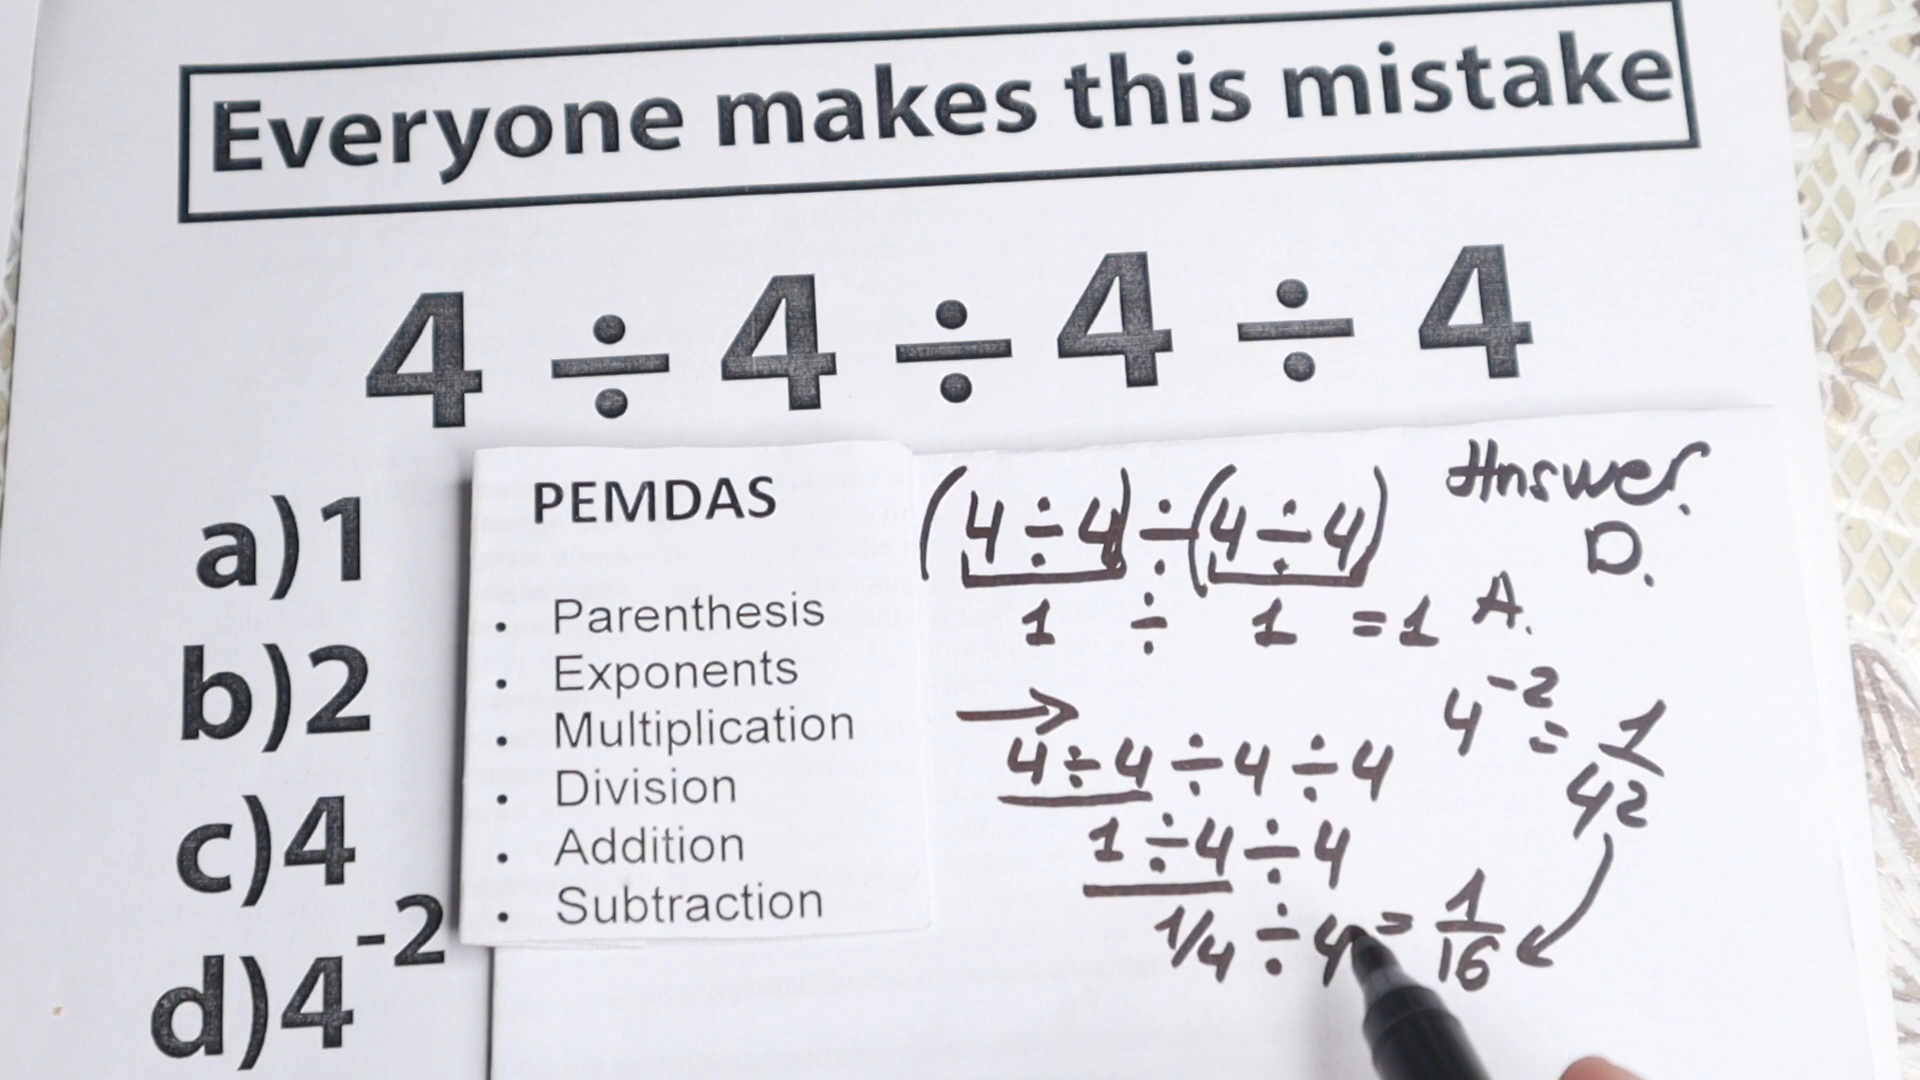 Everyone makes this mistake
4 ÷ 4 ÷ 4 ÷ 4
a)1
b)2
c)4
d)4^-2
PEMDAS
• Parenthesis
• Exponents
• Multiplication
• Division
• Addition
• Subtraction
(4÷4)÷(4÷4)
1 ÷ 1 = 1 A.
Answer.
D.
4÷4÷4÷4
1÷4÷4
1/4 ÷ 4 = 1/16
4^-2 = 1/4^2